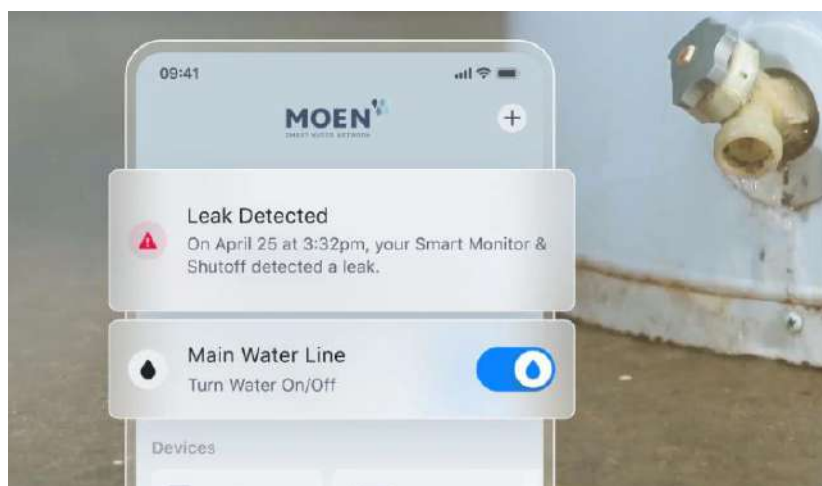 09:41
MOEN
SMART WATER NETWORK
Leak Detected
On April 25 at 3:32pm, your Smart Monitor &
Shutoff detected a leak.
Main Water Line
Turn Water On/Off
Devices